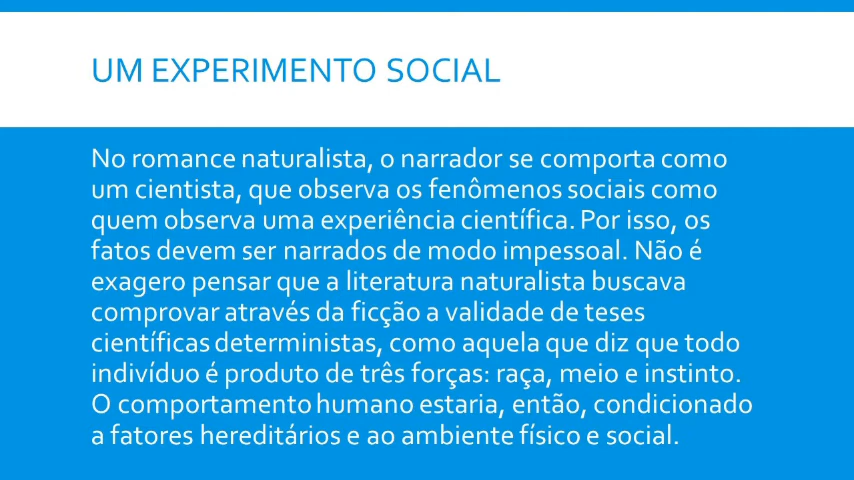 UM EXPERIMENTO SOCIAL
No romance naturalista, o narrador se comporta como
um cientista, que observa os fenômenos sociais como
quem observa uma experiência científica. Por isso, os
fatos devem ser narrados de modo impessoal. Não é
exagero pensar que a literatura naturalista buscava
comprovar através da ficção a validade de teses
científicas deterministas, como aquela que diz que todo
indivíduo é produto de três forças: raça, meio e instinto.
O comportamento humano estaria, então, condicionado
a fatores hereditários e ao ambiente físico e social.